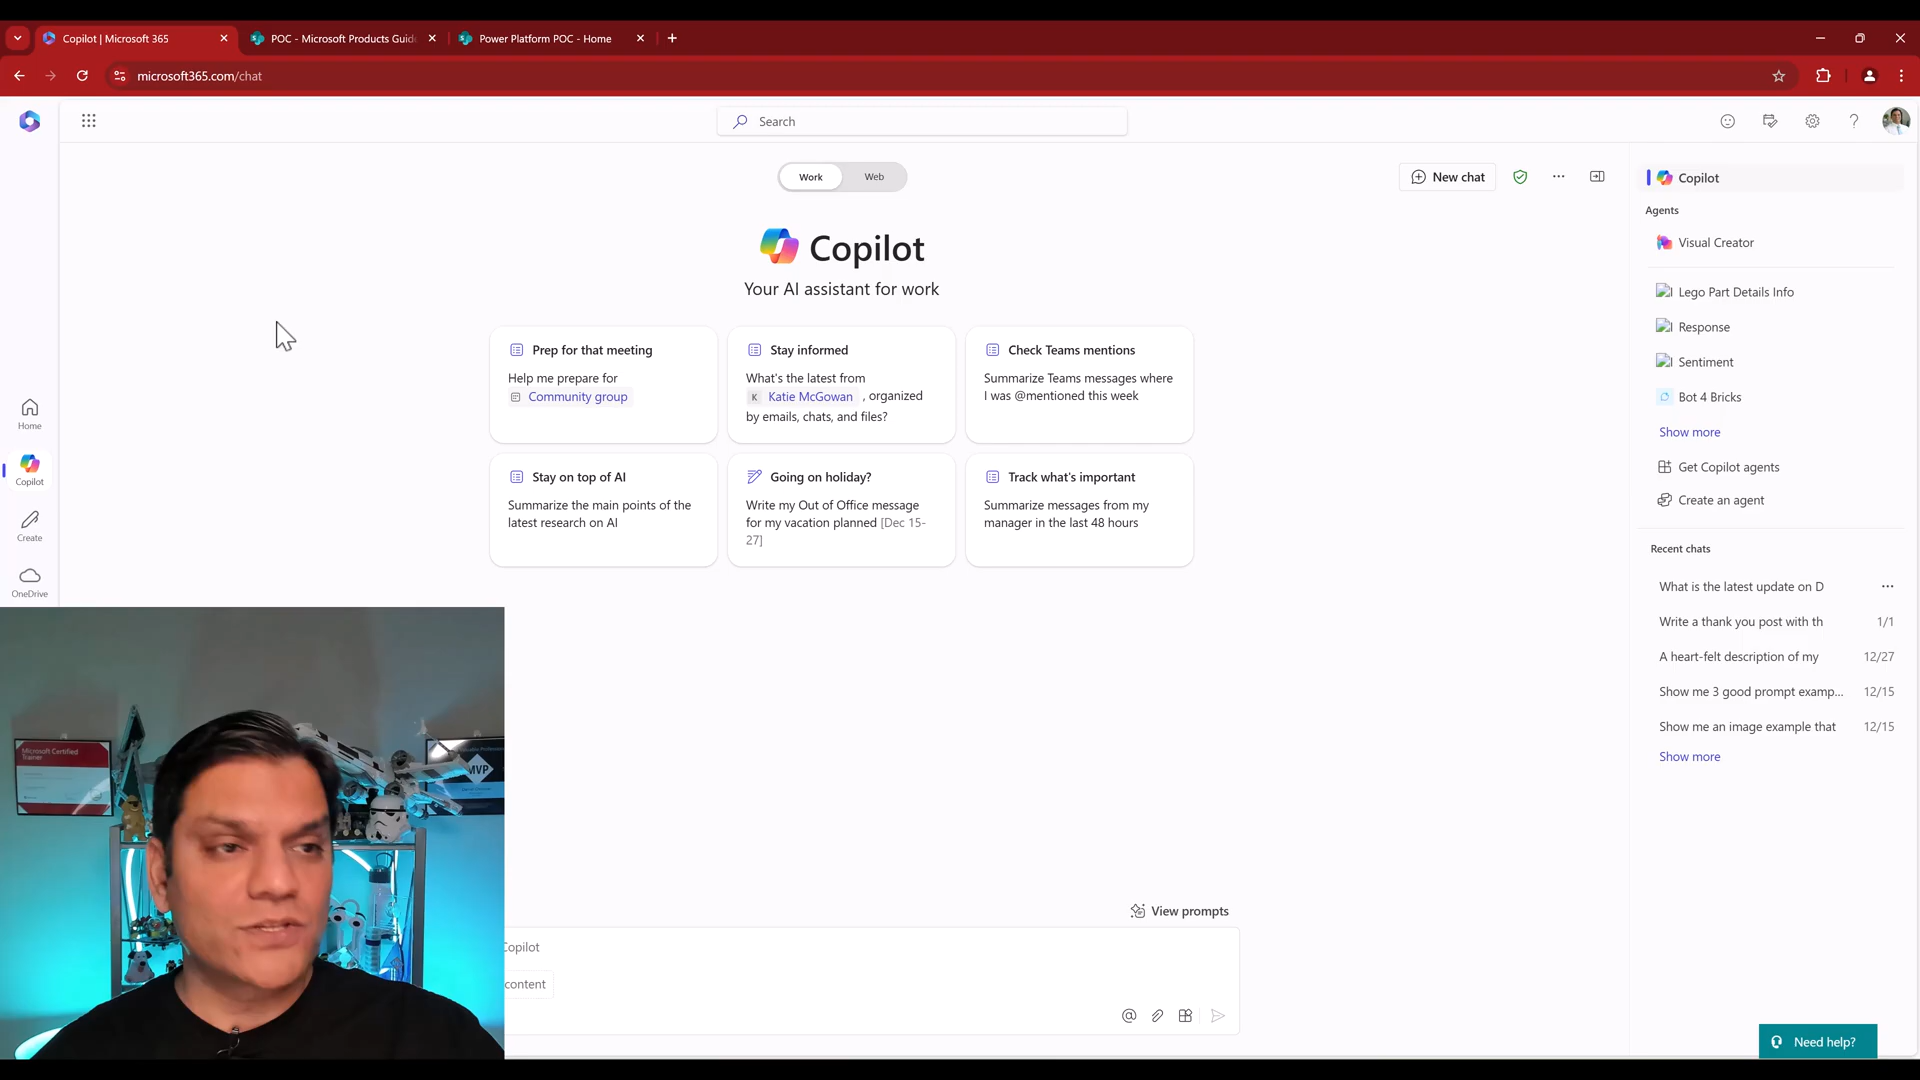 Copilot | Microsoft 365
POC - Microsoft Products Guid
Power Platform POC - Home
microsoft365.com/chat
Search
Work
Web
New chat
Copilot
Your AI assistant for work
Prep for that meeting
Help me prepare for
Community group
Stay informed
What's the latest from
K Katie McGowan , organized
by emails, chats, and files?
Check Teams mentions
Summarize Teams messages where
I was @mentioned this week
Stay on top of AI
Summarize the main points of the
latest research on AI
Going on holiday?
Write my Out of Office message
for my vacation planned [Dec 15-
27]
Track what's important
Summarize messages from my
manager in the last 48 hours
Home
Copilot
Create
OneDrive
Copilot
Agents
Visual Creator
Lego Part Details Info
Response
Sentiment
Bot 4 Bricks
Show more
Get Copilot agents
Create an agent
Recent chats
What is the latest update on D
Write a thank you post with th 1/1
A heart-felt description of my 12/27
Show me 3 good prompt examp... 12/15
Show me an image example that 12/15
Show more
View prompts
Copilot
content
Need help?
Microsoft Certified
Trainer
MVP